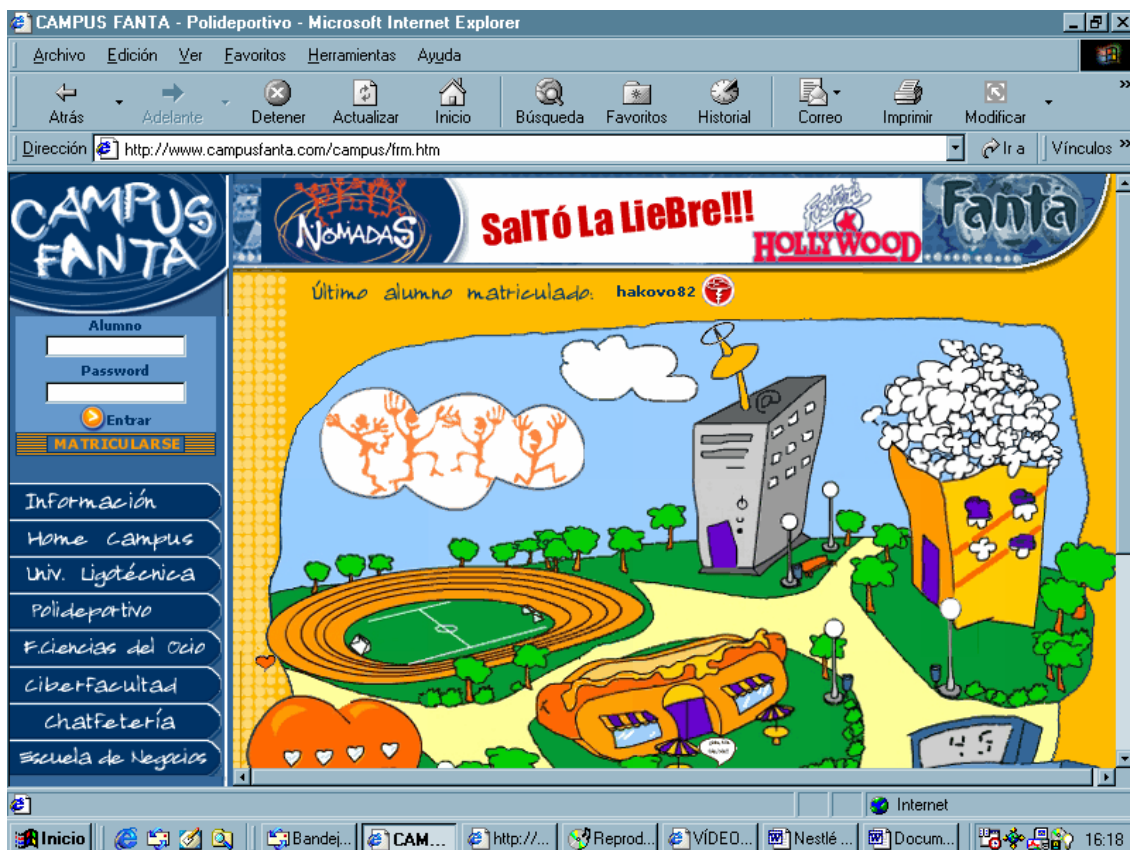 CAMPUS FANTA - Polideportivo - Microsoft Internet Explorer
Archivo Edición Ver Favoritos Herramientas Ayuda
Atrás Adelante Detener Actualizar Inicio Búsqueda Favoritos Historial Correo Imprimir Modificar »
Dirección http://www.campusfanta.com/campus/frm.htm Ir a Vínculos »
CAMPUS
FANTA
NóMADAS
SalTó La LieBre!!!
Foster's
HOLLYWOOD
Fanta
Último alumno matriculado: hakovo82
Alumno
Password
Entrar
MATRICULARSE
Información
Home Campus
Univ. Ligotécnica
Polideportivo
F.Ciencias del Ocio
Ciberfacultad
Chatfetería
Escuela de Negocios
@
45
Internet
Inicio Bandej... CAM... http://... Reprod... VÍDEO... Nestlé ... Docum... 16:18